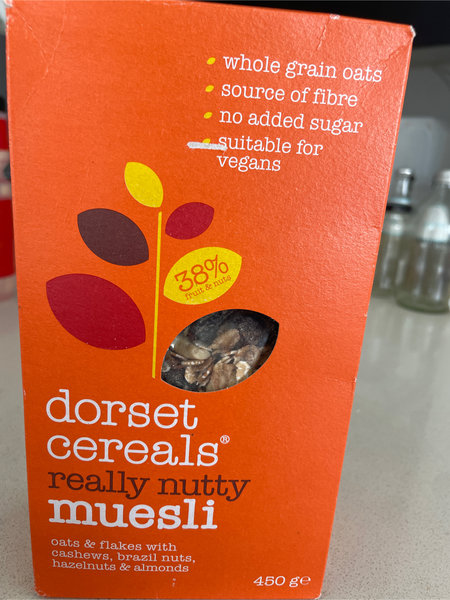 whole grain oats
source of fibre
no added sugar
suitable for
vegans
38%
fruit & nuts
dorset
cereals®
really nutty
muesli
oats & flakes with
cashews, brazil nuts,
hazelnuts & almonds
450 g℮